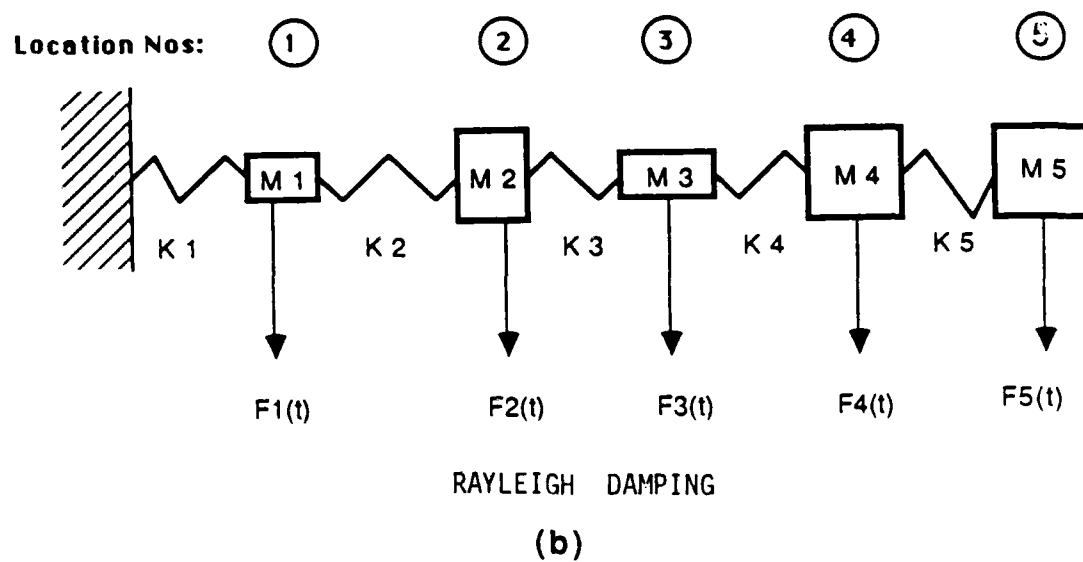 Location Nos: 1 2 3 4 5
M 1 M 2 M 3 M 4 M 5
K 1 K 2 K 3 K 4 K 5
F1(t) F2(t) F3(t) F4(t) F5(t)
RAYLEIGH DAMPING
(b)